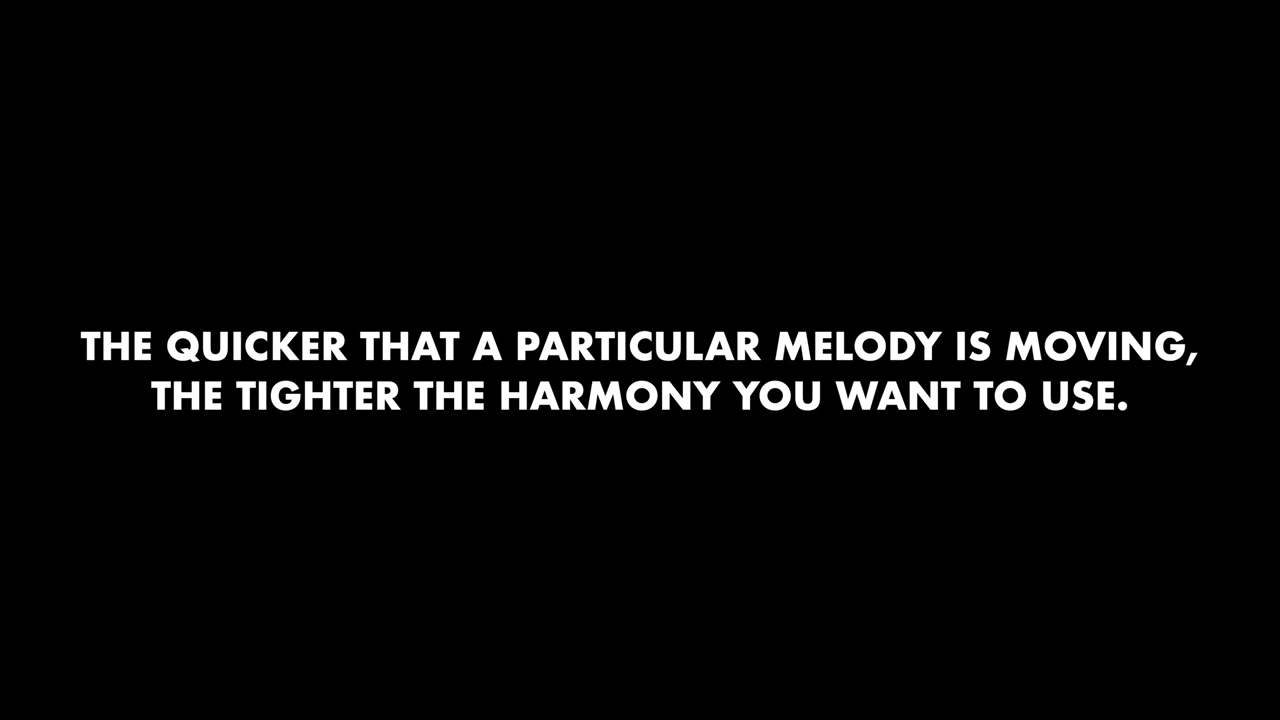 THE QUICKER THAT A PARTICULAR MELODY IS MOVING,
THE TIGHTER THE HARMONY YOU WANT TO USE.